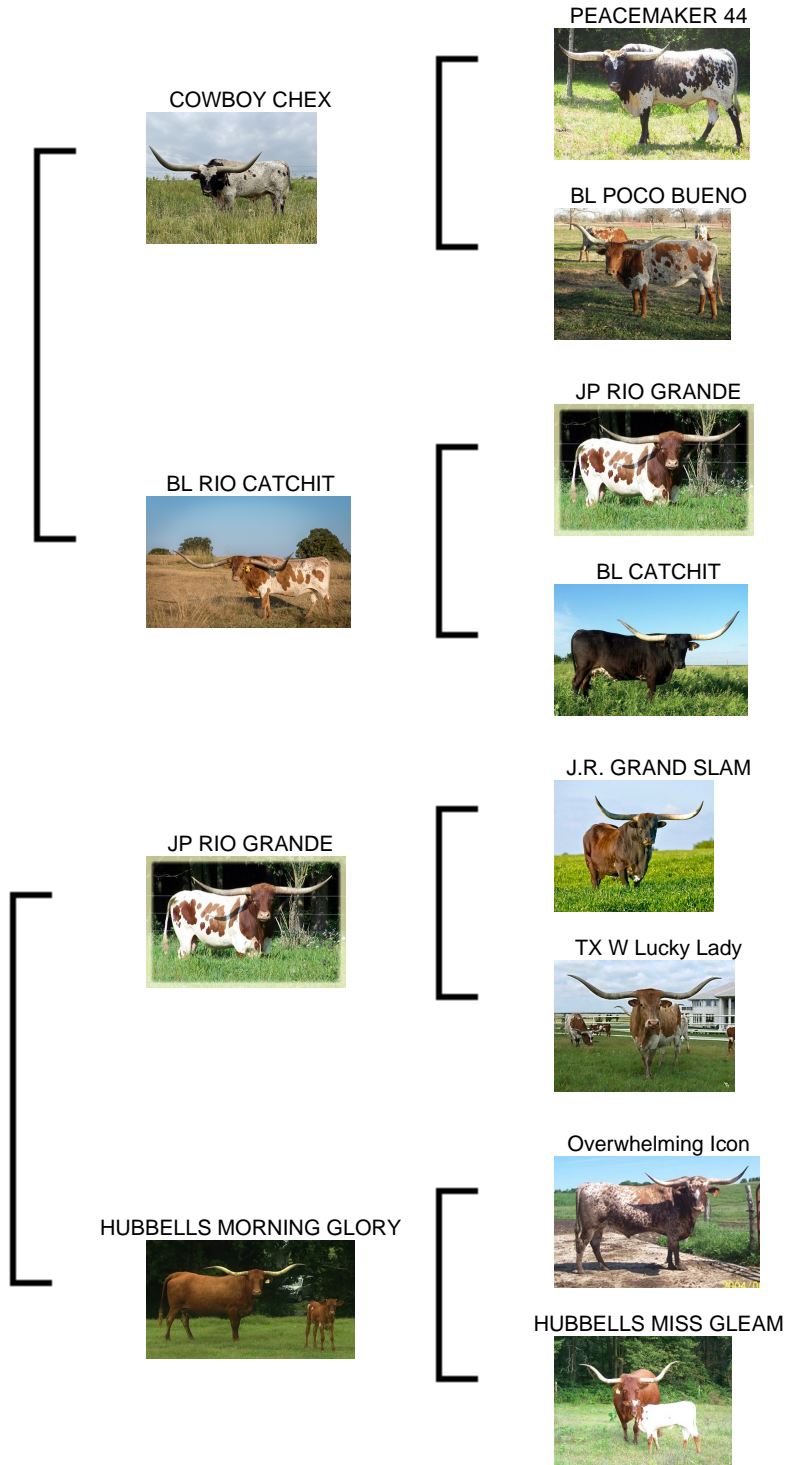 PEACEMAKER 44
COWBOY CHEX
BL POCO BUENO
JP RIO GRANDE
BL RIO CATCHIT
BL CATCHIT
J.R. GRAND SLAM
JP RIO GRANDE
TX W Lucky Lady
Overwhelming Icon
HUBBELLS MORNING GLORY
HUBBELLS MISS GLEAM